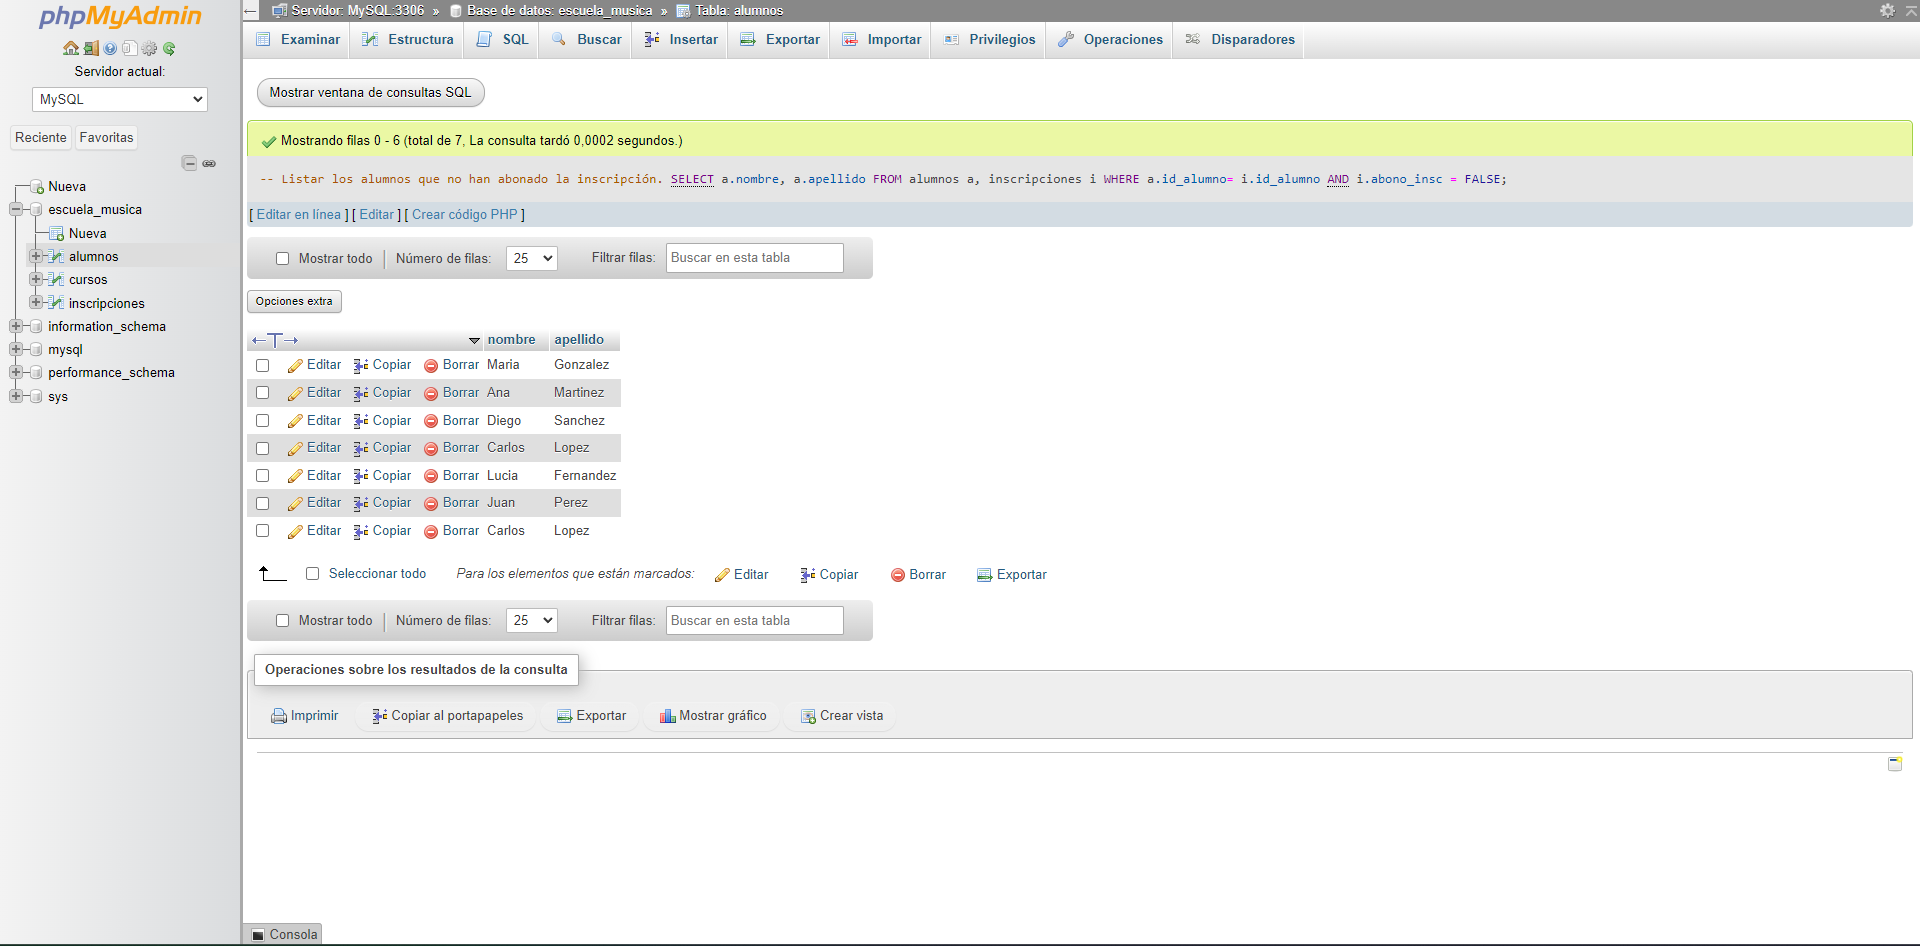 phpMyAdmin
Servidor actual:
MySQL
Reciente
Favoritas
Nueva
escuela_musica
Nueva
alumnos
cursos
inscripciones
information_schema
mysql
performance_schema
sys
Servidor: MySQL:3306 » Base de datos: escuela_musica » Tabla: alumnos
Examinar Estructura SQL Buscar Insertar Exportar Importar Privilegios Operaciones Disparadores
Mostrar ventana de consultas SQL
Mostrando filas 0 - 6 (total de 7, La consulta tardó 0,0002 segundos.)
-- Listar los alumnos que no han abonado la inscripción. SELECT a.nombre, a.apellido FROM alumnos a, inscripciones i WHERE a.id_alumno= i.id_alumno AND i.abono_insc = FALSE;
[ Editar en línea ] [ Editar ] [ Crear código PHP ]
Mostrar todo | Número de filas: 25 Filtrar filas: Buscar en esta tabla
Opciones extra
nombre apellido
Editar Copiar Borrar Maria Gonzalez
Editar Copiar Borrar Ana Martinez
Editar Copiar Borrar Diego Sanchez
Editar Copiar Borrar Carlos Lopez
Editar Copiar Borrar Lucia Fernandez
Editar Copiar Borrar Juan Perez
Editar Copiar Borrar Carlos Lopez
Seleccionar todo Para los elementos que están marcados: Editar Copiar Borrar Exportar
Mostrar todo | Número de filas: 25 Filtrar filas: Buscar en esta tabla
Operaciones sobre los resultados de la consulta
Imprimir Copiar al portapapeles Exportar Mostrar gráfico Crear vista
Consola